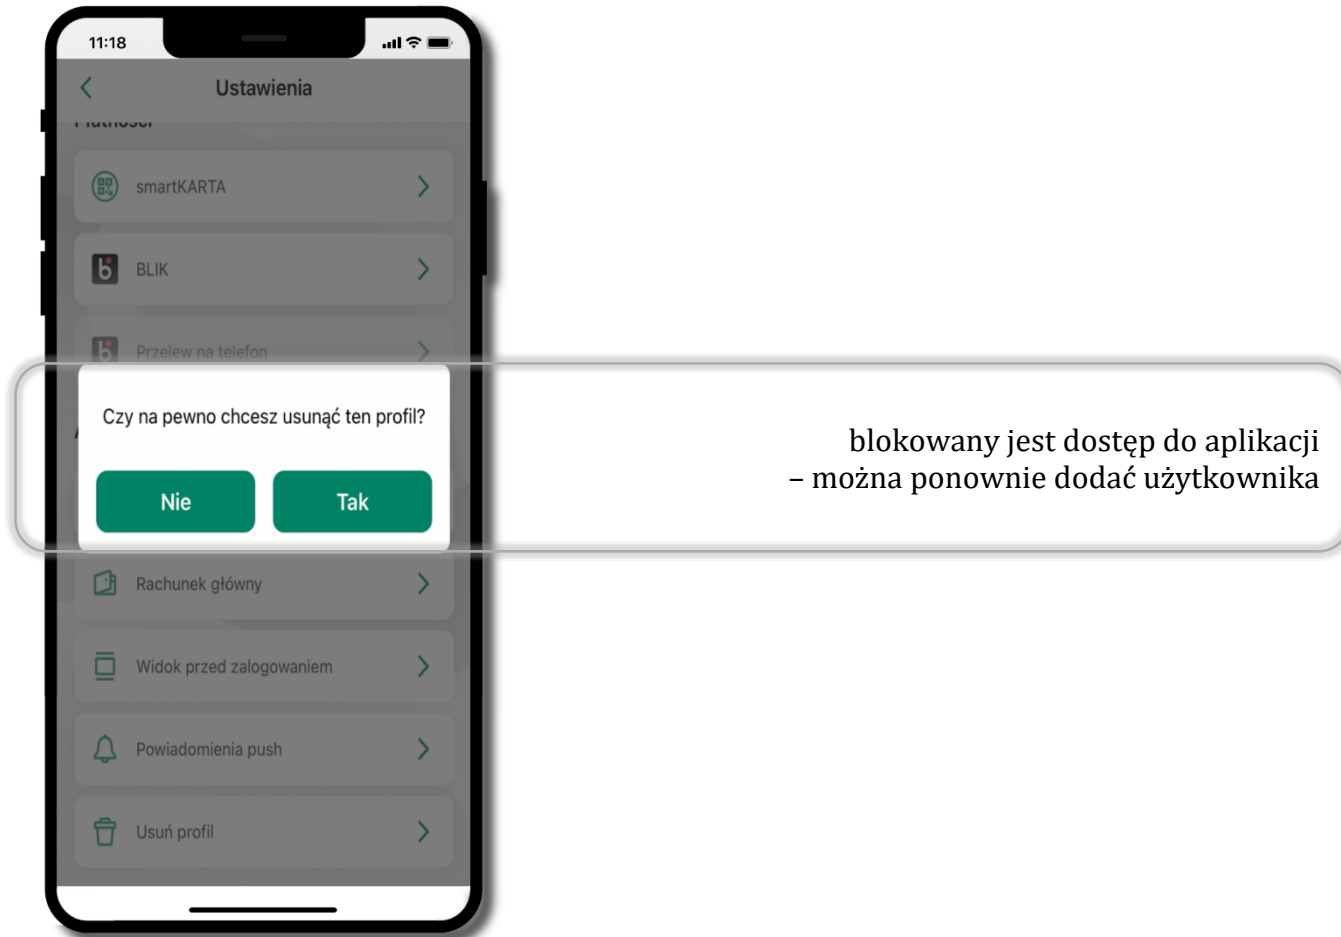 11:18
Ustawienia
Płatności
smartKARTA
BLIK
Przelew na telefon
Czy na pewno chcesz usunąć ten profil?
Nie
Tak
blokowany jest dostęp do aplikacji
– można ponownie dodać użytkownika
Rachunek główny
Widok przed zalogowaniem
Powiadomienia push
Usuń profil